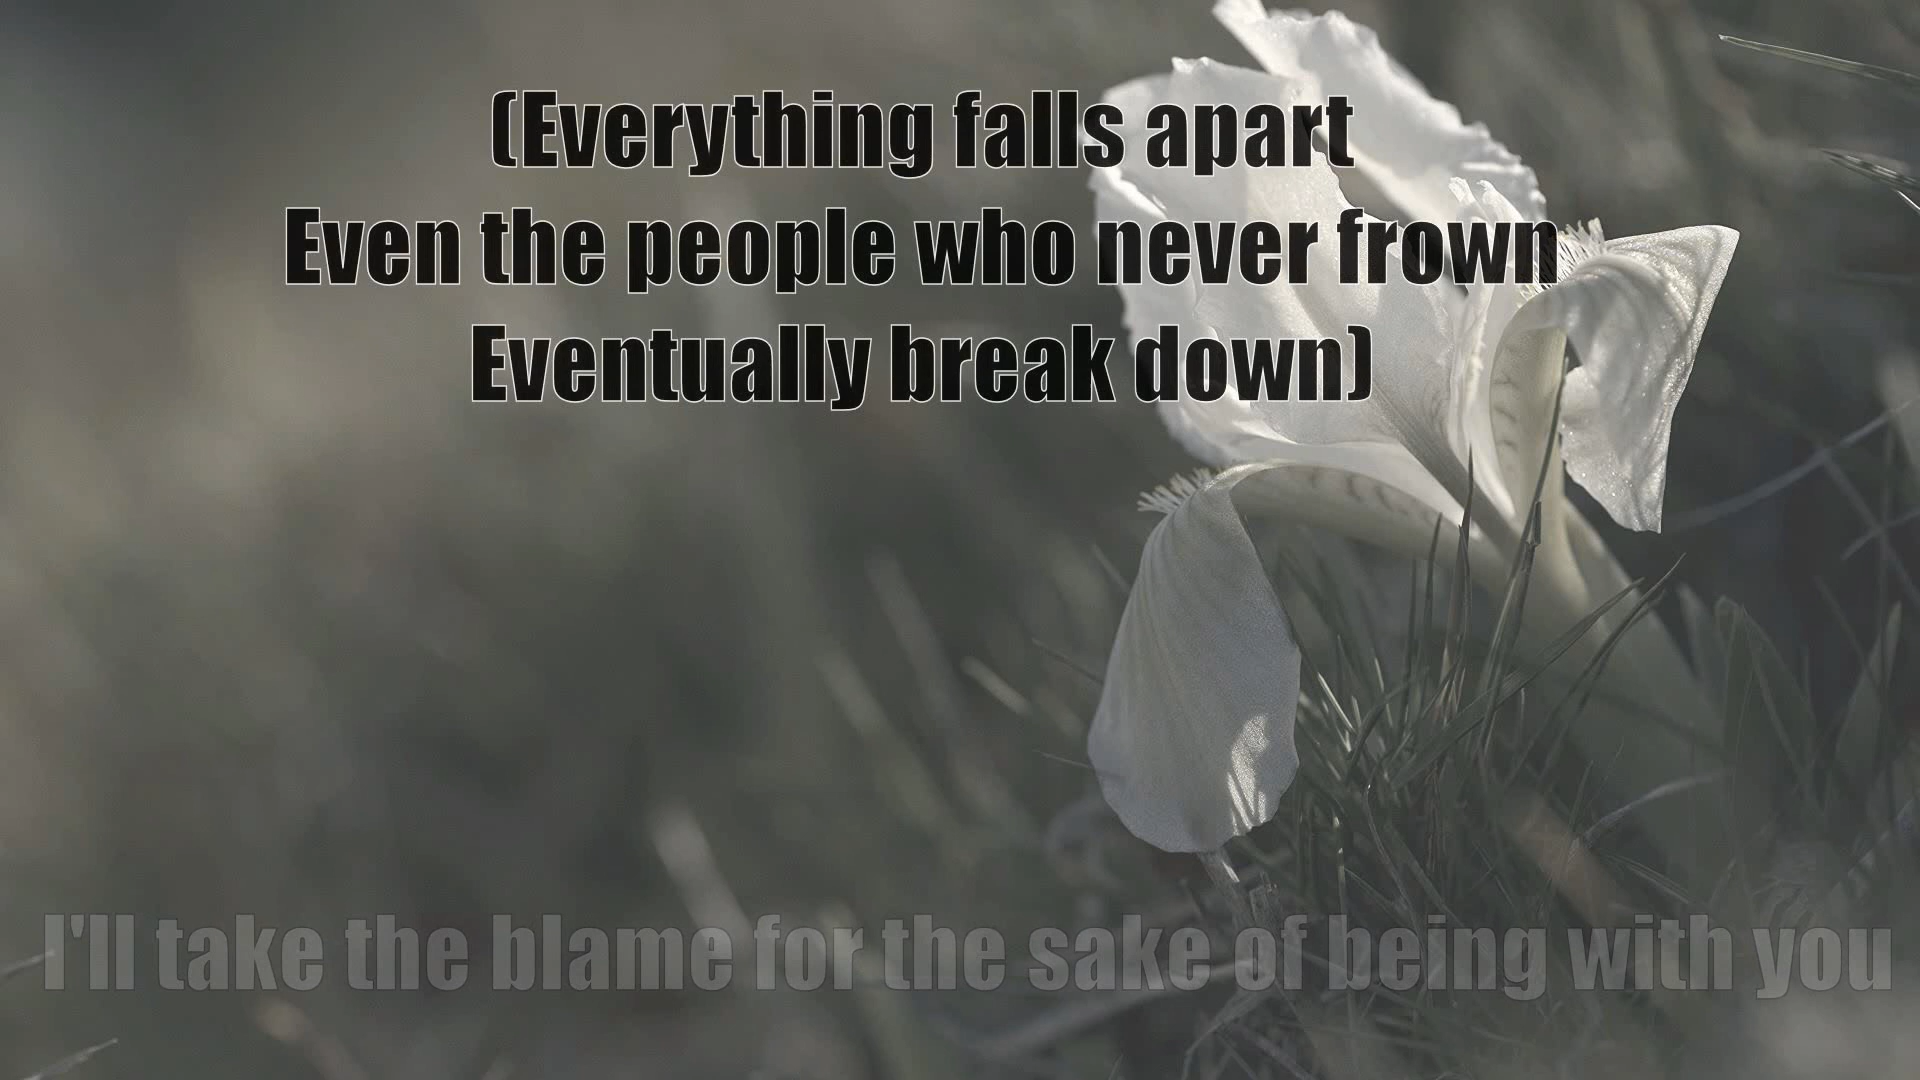 (Everything falls apart
Even the people who never frown
Eventually break down)
I'll take the blame for the sake of being with you